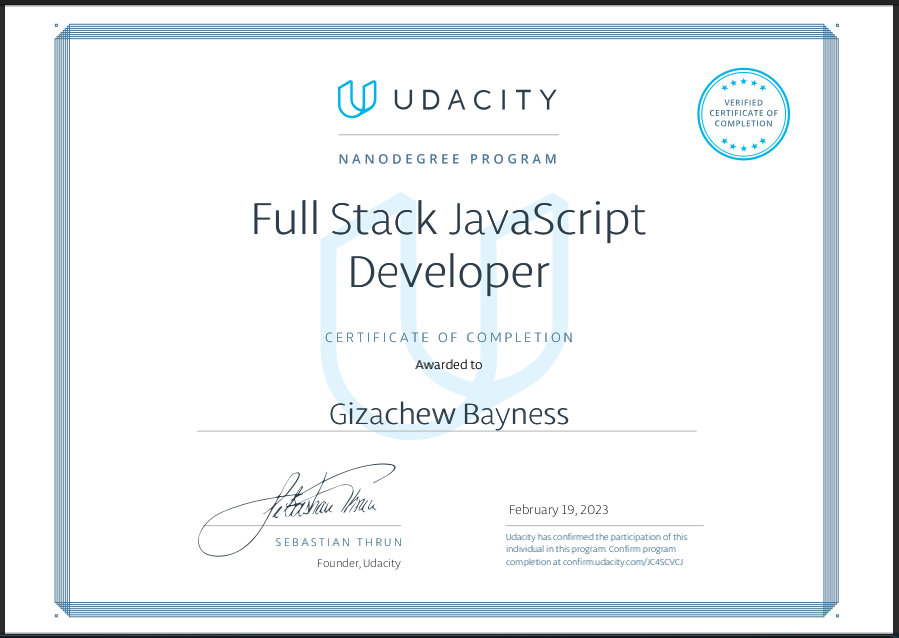 UDACITY
VERIFIED
CERTIFICATE OF
COMPLETION
NANODEGREE PROGRAM
Full Stack JavaScript
Developer
CERTIFICATE OF COMPLETION
Awarded to
Gizachew Bayness
Sebastian Thrun
SEBASTIAN THRUN
Founder, Udacity
February 19, 2023
Udacity has confirmed the participation of this
individual in this program. Confirm program
completion at confirm.udacity.com/JC4SCVCJ